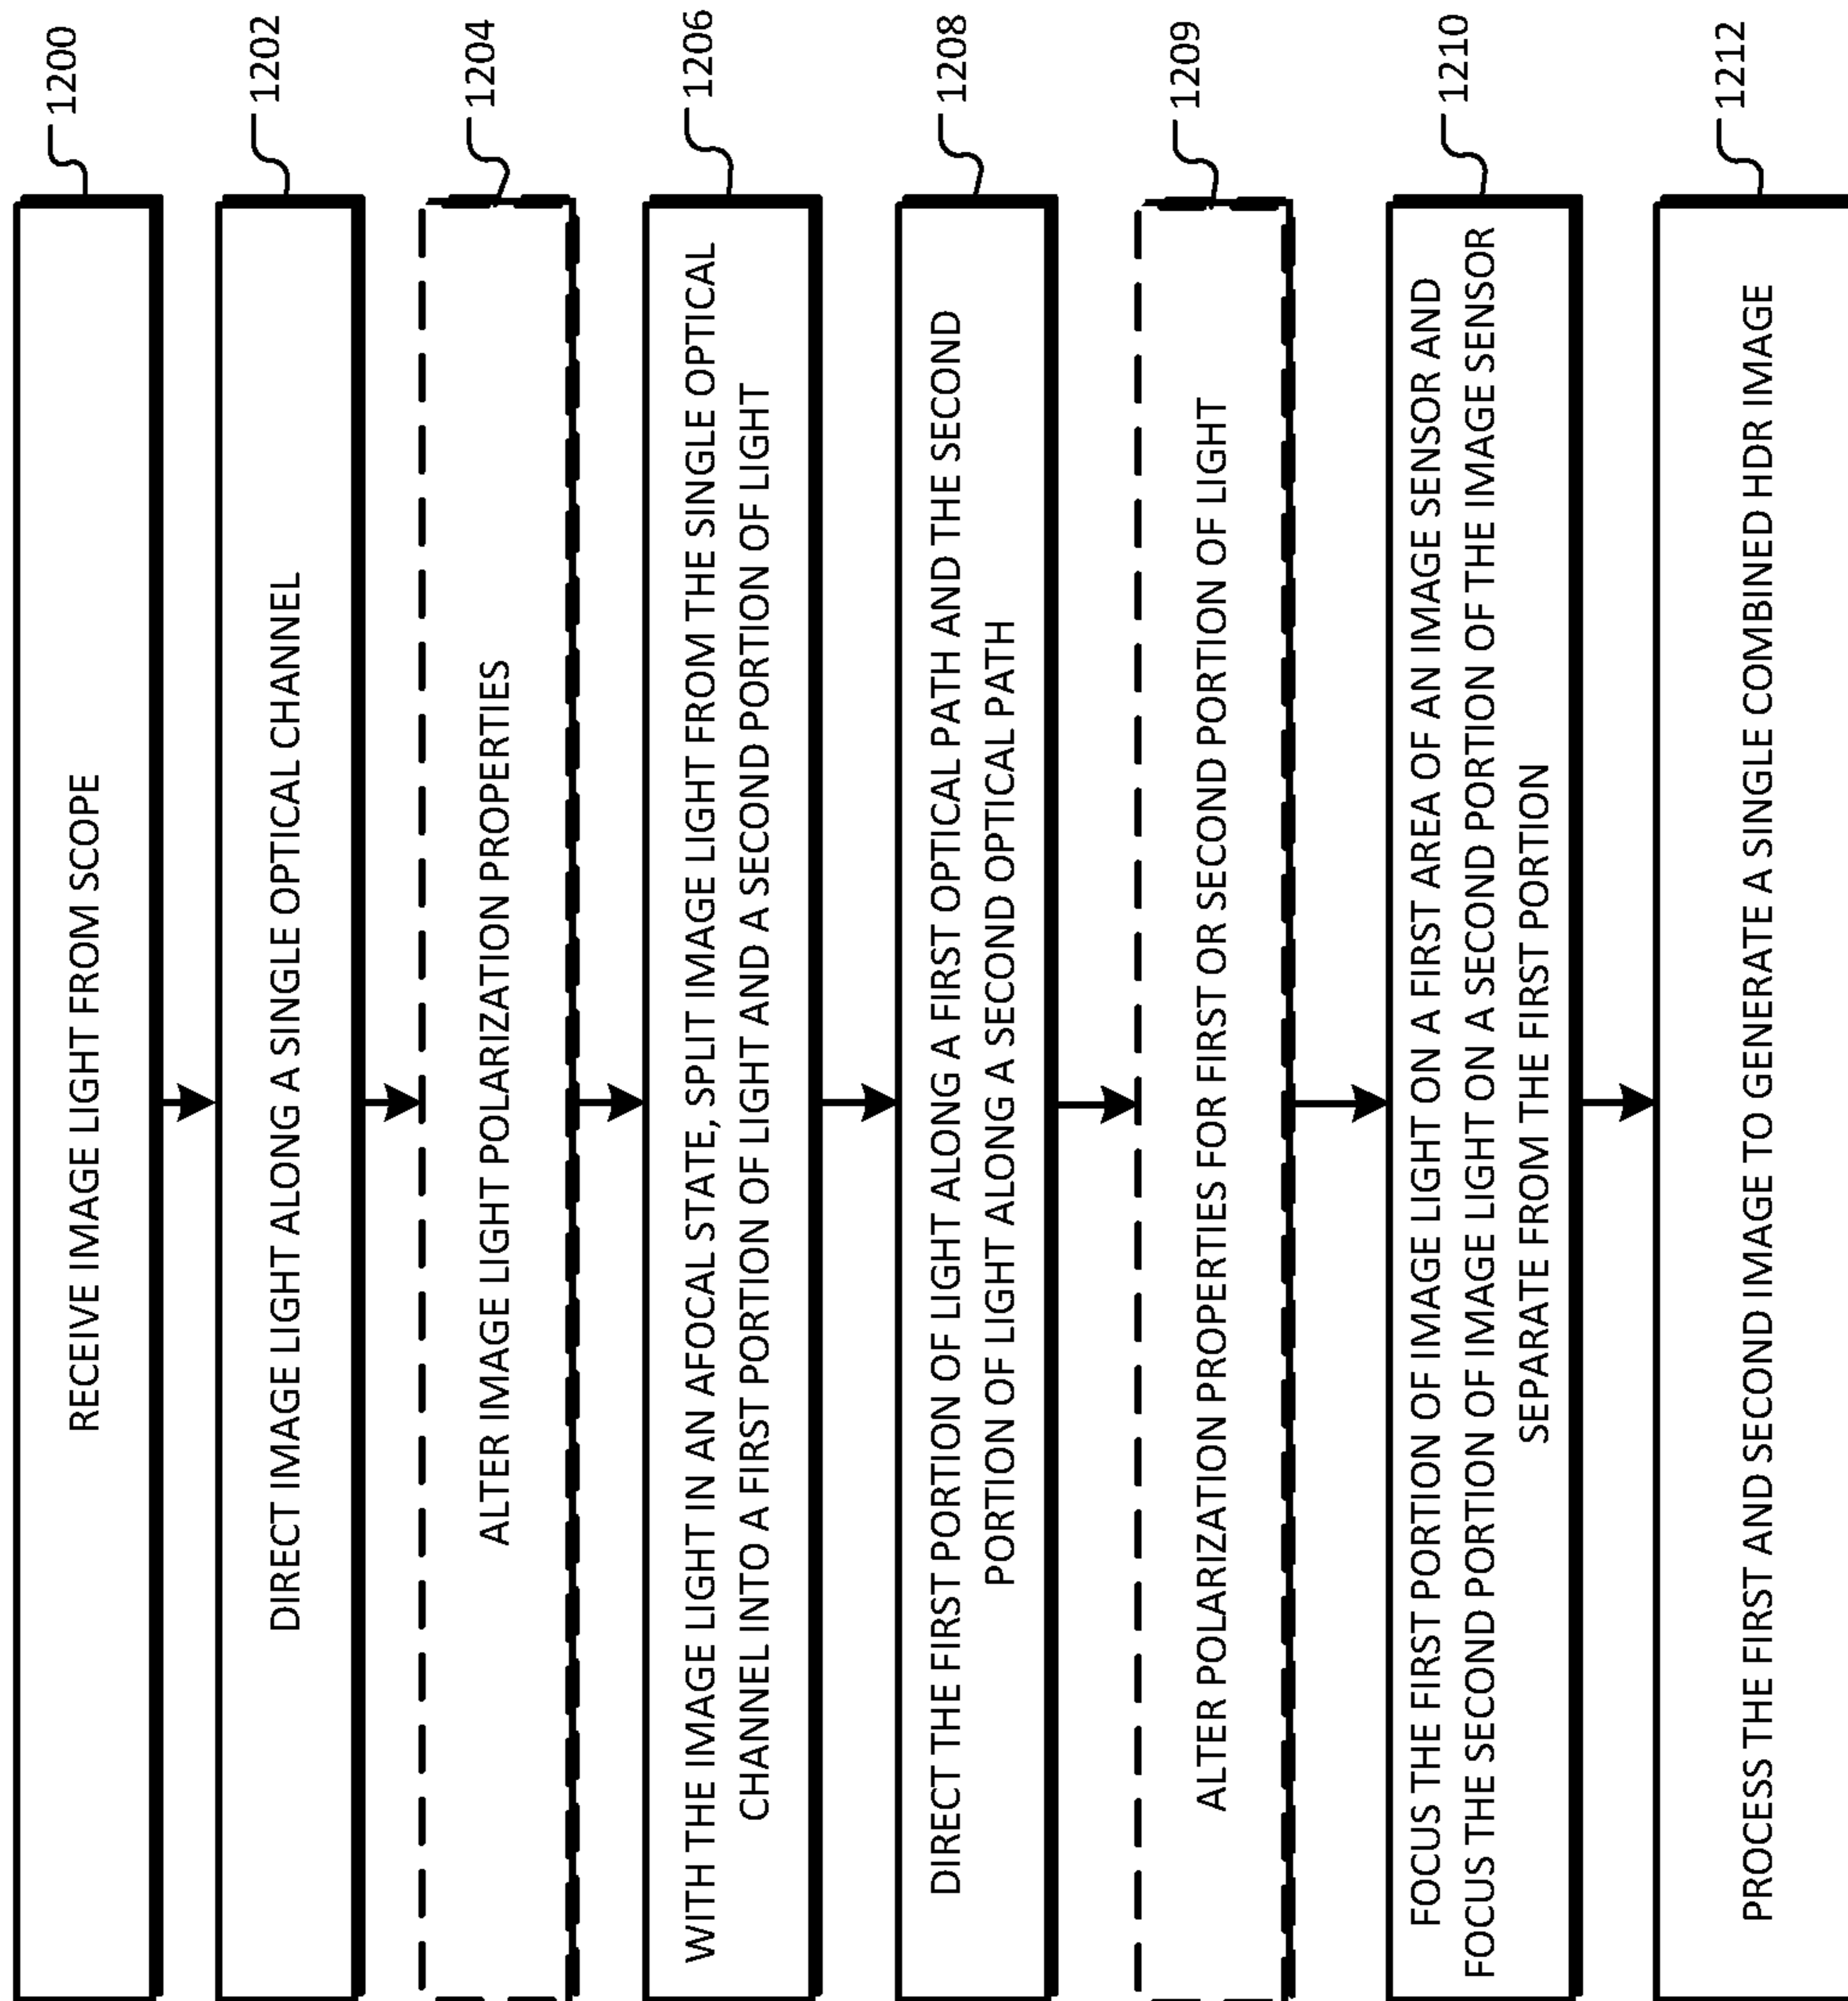 1200
RECEIVE IMAGE LIGHT FROM SCOPE
1202
DIRECT IMAGE LIGHT ALONG A SINGLE OPTICAL CHANNEL
1204
ALTER IMAGE LIGHT POLARIZATION PROPERTIES
1206
WITH THE IMAGE LIGHT IN AN AFOCAL STATE, SPLIT IMAGE LIGHT FROM THE SINGLE OPTICAL
CHANNEL INTO A FIRST PORTION OF LIGHT AND A SECOND PORTION OF LIGHT
1208
DIRECT THE FIRST PORTION OF LIGHT ALONG A FIRST OPTICAL PATH AND THE SECOND
PORTION OF LIGHT ALONG A SECOND OPTICAL PATH
1209
ALTER POLARIZATION PROPERTIES FOR FIRST OR SECOND PORTION OF LIGHT
1210
FOCUS THE FIRST PORTION OF IMAGE LIGHT ON A FIRST AREA OF AN IMAGE SENSOR AND
FOCUS THE SECOND PORTION OF IMAGE LIGHT ON A SECOND PORTION OF THE IMAGE SENSOR
SEPARATE FROM THE FIRST PORTION
1212
PROCESS THE FIRST AND SECOND IMAGE TO GENERATE A SINGLE COMBINED HDR IMAGE